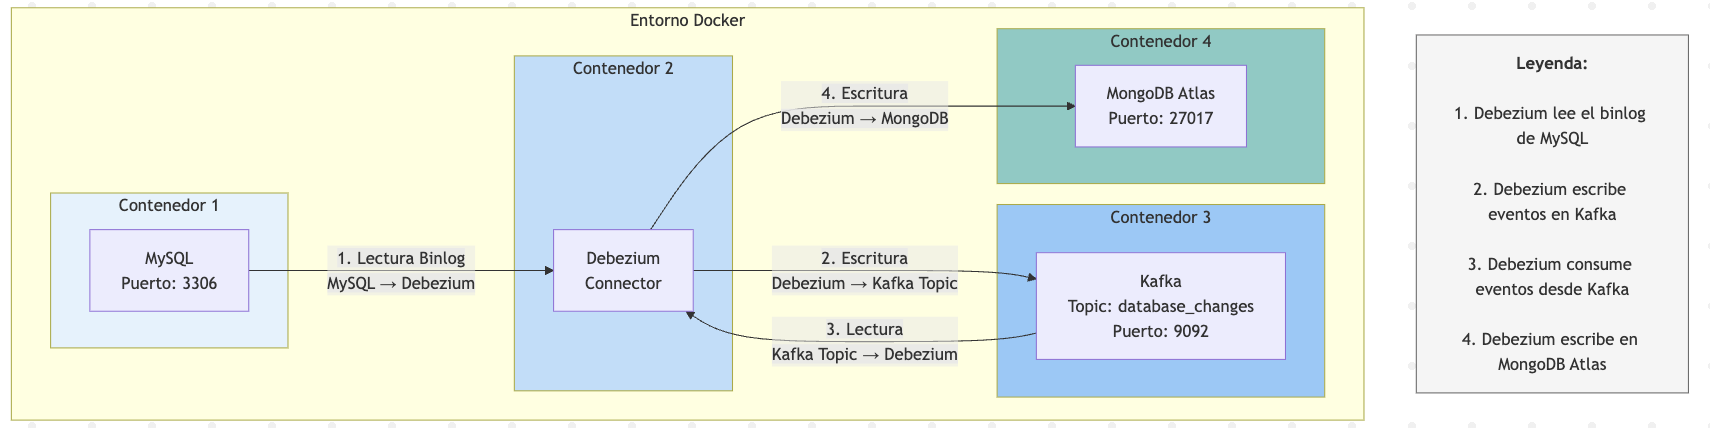 Entorno Docker
Contenedor 1
MySQL
Puerto: 3306
1. Lectura Binlog
MySQL → Debezium
Contenedor 2
Debezium
Connector
4. Escritura
Debezium → MongoDB
2. Escritura
Debezium → Kafka Topic
3. Lectura
Kafka Topic → Debezium
Contenedor 4
MongoDB Atlas
Puerto: 27017
Contenedor 3
Kafka
Topic: database_changes
Puerto: 9092
Leyenda:
1. Debezium lee el binlog
de MySQL
2. Debezium escribe
eventos en Kafka
3. Debezium consume
eventos desde Kafka
4. Debezium escribe en
MongoDB Atlas